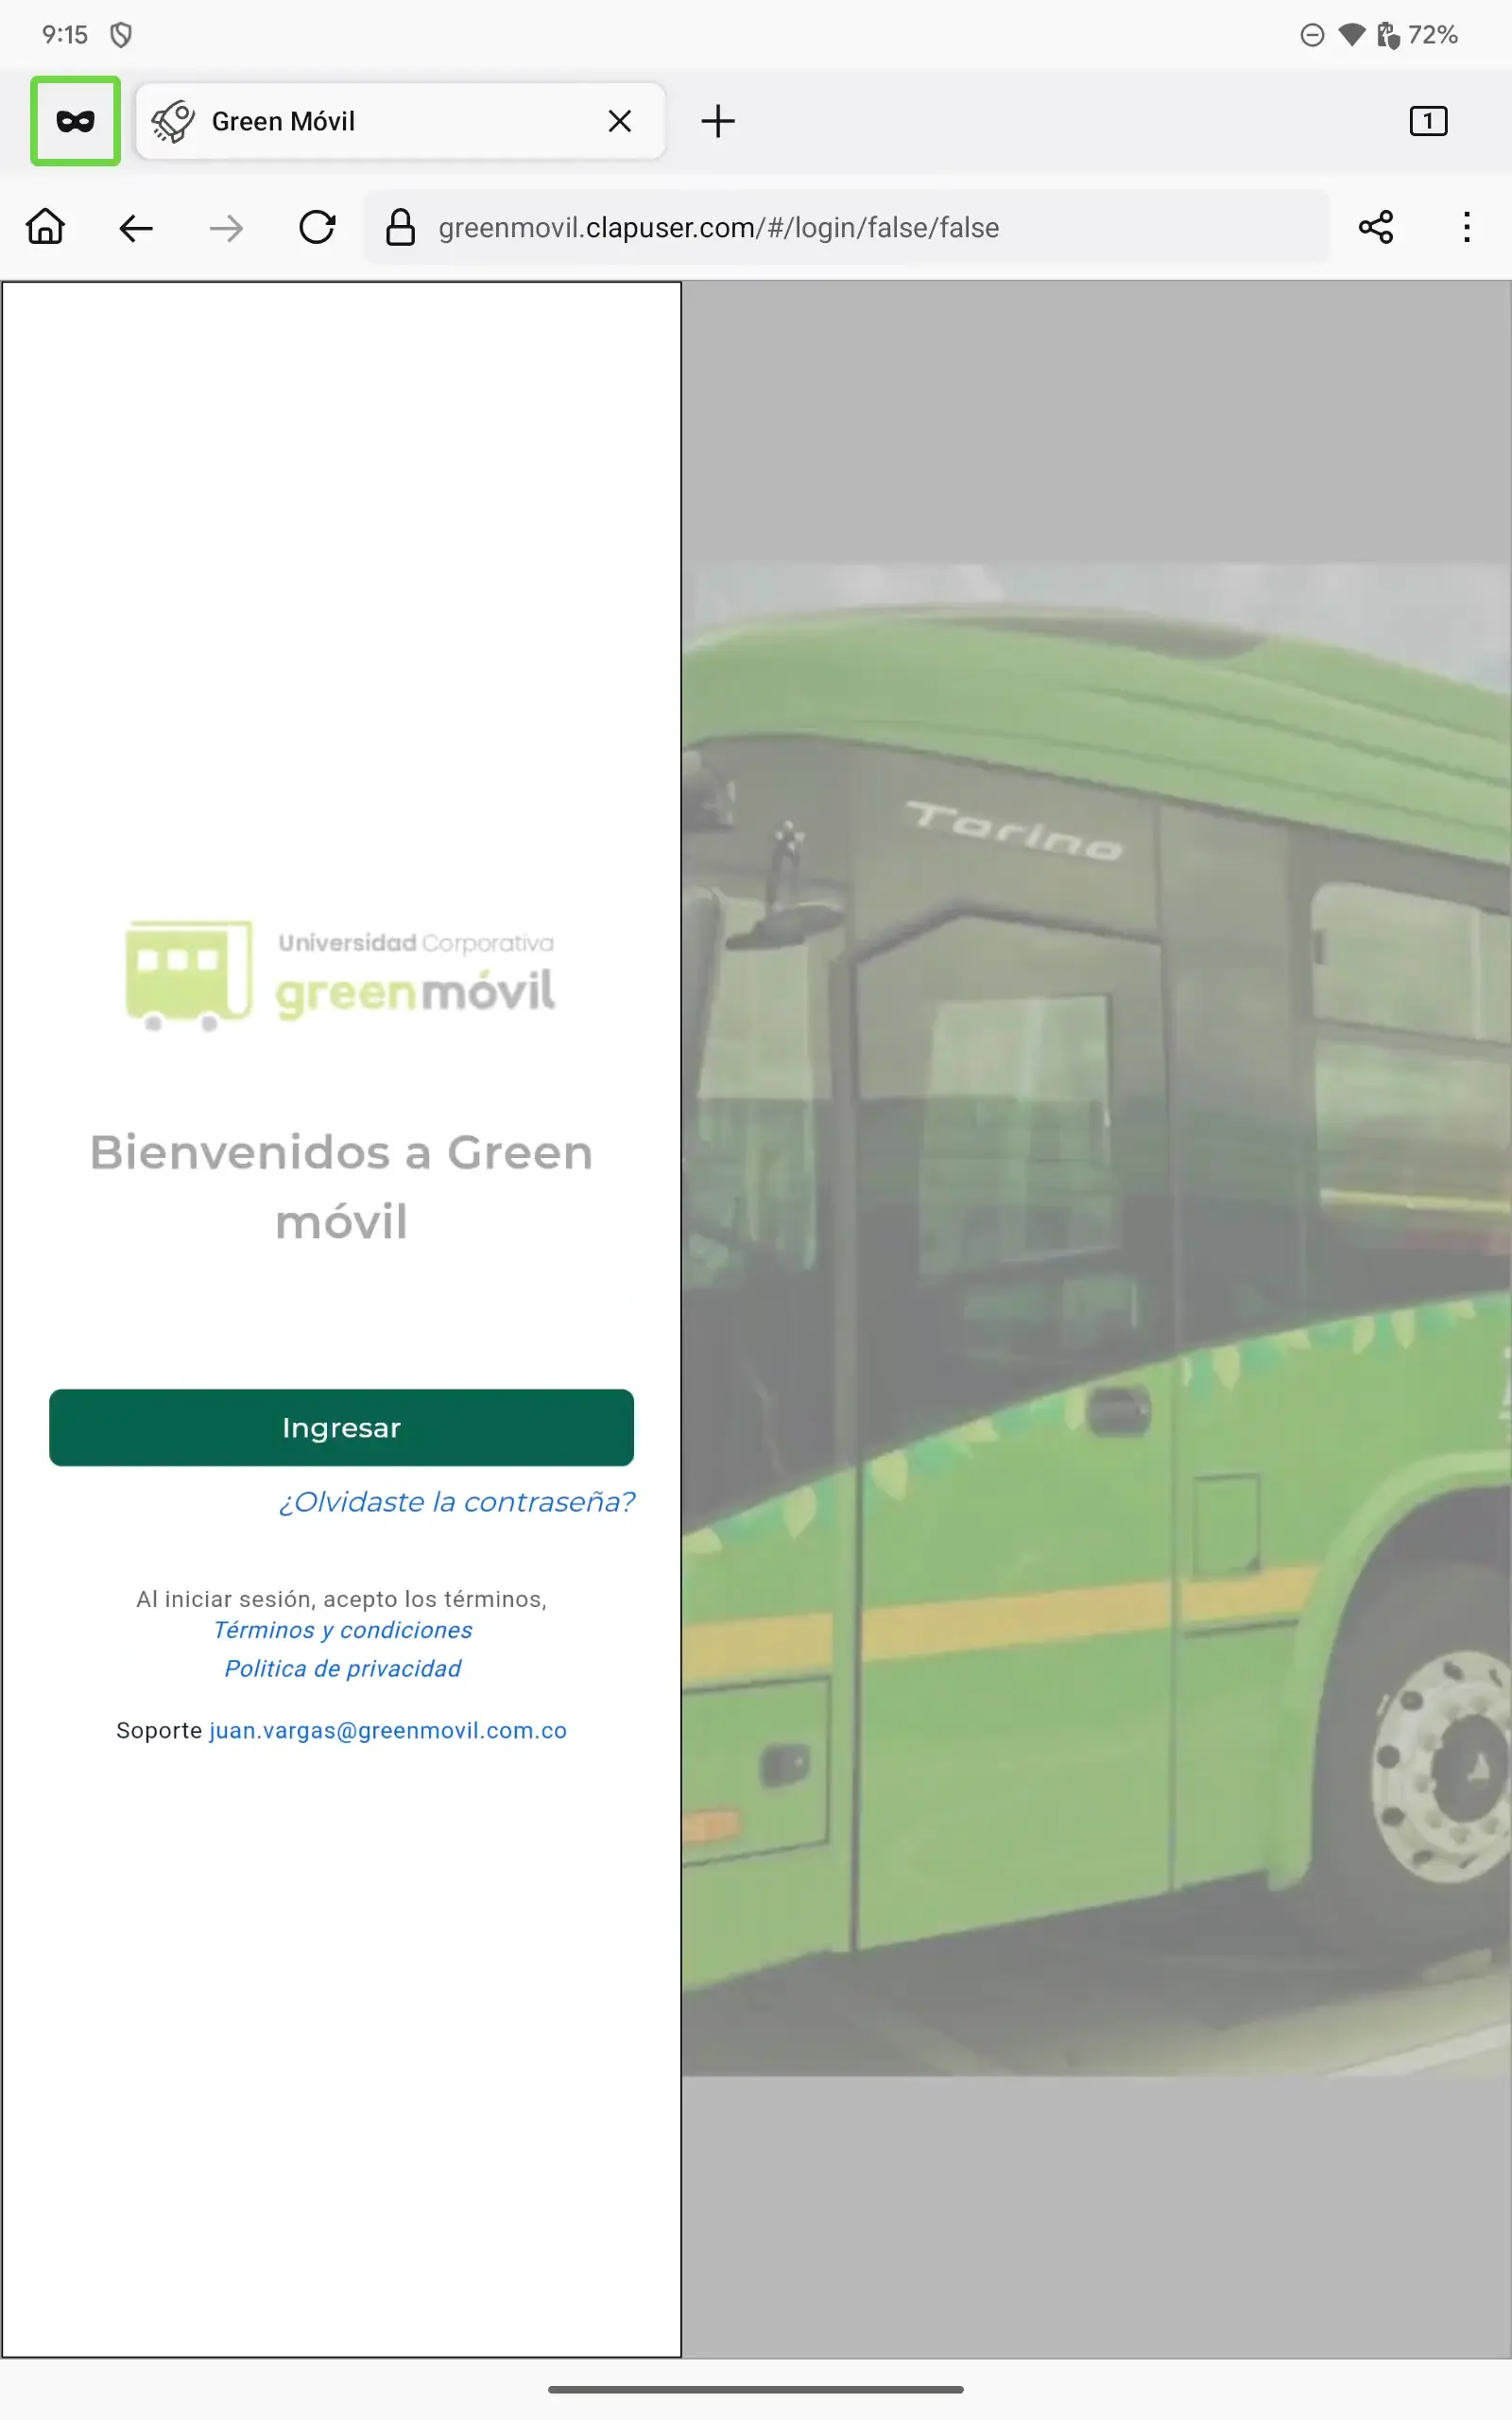 9:15
72%
Green Móvil
1
greenmovil.clapuser.com/#/login/false/false
Torino
Universidad Corporativa
greenmóvil
Bienvenidos a Green
móvil
Ingresar
¿Olvidaste la contraseña?
Al iniciar sesión, acepto los términos,
Términos y condiciones
Politica de privacidad
Soporte juan.vargas@greenmovil.com.co